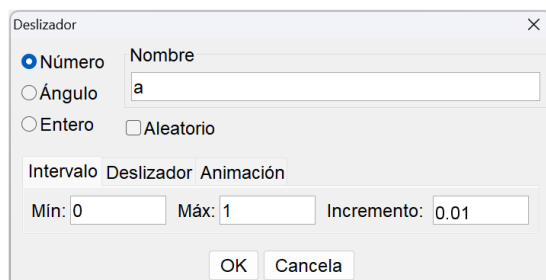 Deslizador
Número
Nombre
a
Ángulo
Entero
Aleatorio
Intervalo Deslizador Animación
Mín: 0 Máx: 1 Incremento: 0.01
OK Cancela